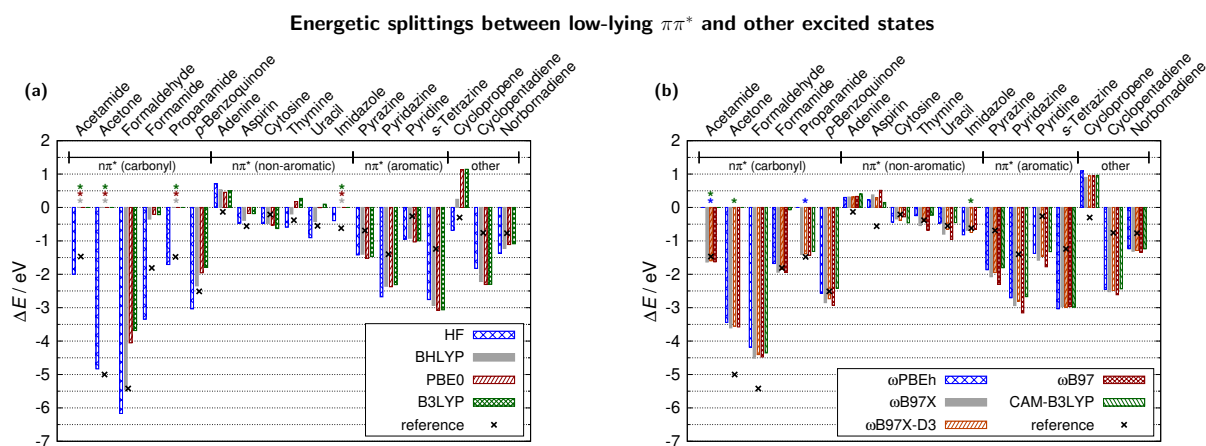 Energetic splittings between low-lying ππ* and other excited states
(a)
Acetamide
Acetone
Formaldehyde
Formamide
Propanamide
p-Benzoquinone
Adenine
Aspirin
Cytosine
Thymine
Uracil
Imidazole
Pyrazine
Pyridazine
Pyridine
s-Tetrazine
Cyclopropene
Cyclopentadiene
Norbornadiene
nπ* (carbonyl) nπ* (non-aromatic) nπ* (aromatic) other
* * * *
* * * *
* * * *
ΔE / eV
2
1
0
-1
-2
-3
-4
-5
-6
-7
HF
BHLYP
PBE0
B3LYP
reference
(b)
Acetamide
Acetone
Formaldehyde
Formamide
Propanamide
p-Benzoquinone
Adenine
Aspirin
Cytosine
Thymine
Uracil
Imidazole
Pyrazine
Pyridazine
Pyridine
s-Tetrazine
Cyclopropene
Cyclopentadiene
Norbornadiene
nπ* (carbonyl) nπ* (non-aromatic) nπ* (aromatic) other
* * *
* *
ΔE / eV
2
1
0
-1
-2
-3
-4
-5
-6
-7
ωPBEh ωB97
ωB97X CAM-B3LYP
ωB97X-D3 reference